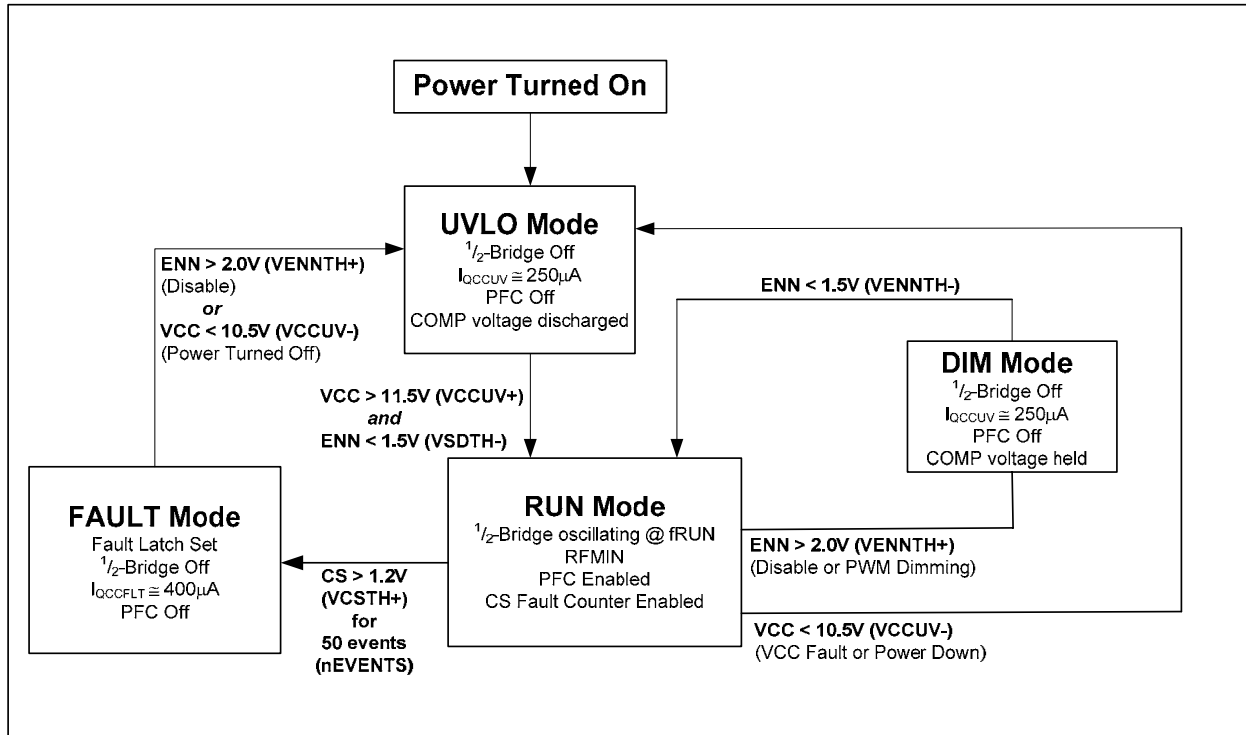 Power Turned On
UVLO Mode
1/2-Bridge Off
IQCCUV ≅ 250µA
PFC Off
COMP voltage discharged
ENN > 2.0V (VENNTH+)
(Disable)
or
VCC < 10.5V (VCCUV-)
(Power Turned Off)
ENN < 1.5V (VENNTH-)
DIM Mode
1/2-Bridge Off
IQCCUV ≅ 250µA
PFC Off
COMP voltage held
VCC > 11.5V (VCCUV+)
and
ENN < 1.5V (VSDTH-)
FAULT Mode
Fault Latch Set
1/2-Bridge Off
IQCCFLT ≅ 400µA
PFC Off
CS > 1.2V
(VCSTH+)
for
50 events
(nEVENTS)
RUN Mode
1/2-Bridge oscillating @ fRUN
RFMIN
PFC Enabled
CS Fault Counter Enabled
ENN > 2.0V (VENNTH+)
(Disable or PWM Dimming)
VCC < 10.5V (VCCUV-)
(VCC Fault or Power Down)